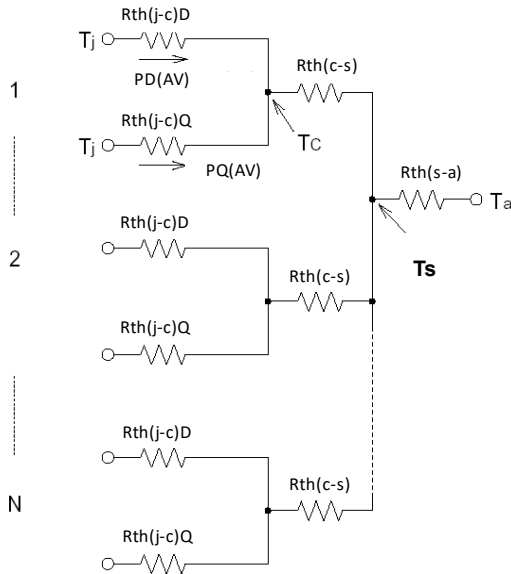 Rth(j-c)D
Tj
PD(AV)
Rth(c-s)
1
Rth(j-c)Q
Tj
TC
PQ(AV)
Rth(s-a)
Ta
Rth(j-c)D
Ts
2
Rth(c-s)
Rth(j-c)Q
Rth(j-c)D
Rth(c-s)
N
Rth(j-c)Q